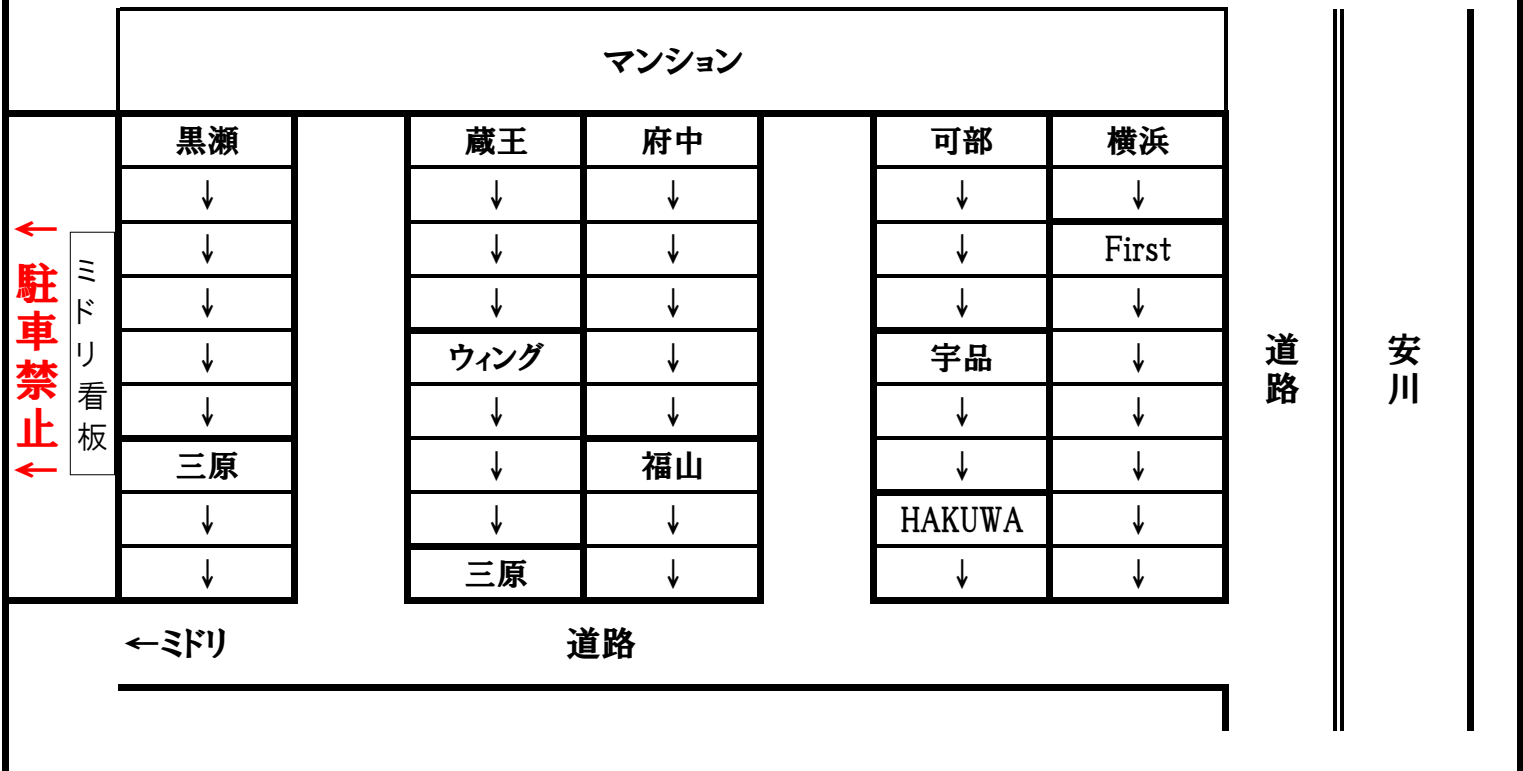 マンション
黒瀬 蔵王 府中 可部 横浜
↓ ↓ ↓ ↓ ↓
↓ ↓ ↓ ↓ First
↓ ↓ ↓ ↓ ↓
↓ ウィング ↓ 宇品 ↓
↓ ↓ ↓ ↓ ↓
三原 ↓ 福山 ↓ ↓
↓ ↓ ↓ HAKUWA ↓
↓ 三原 ↓ ↓ ↓
←駐車禁止←
ミドリ看板
道路
安川
←ミドリ
道路